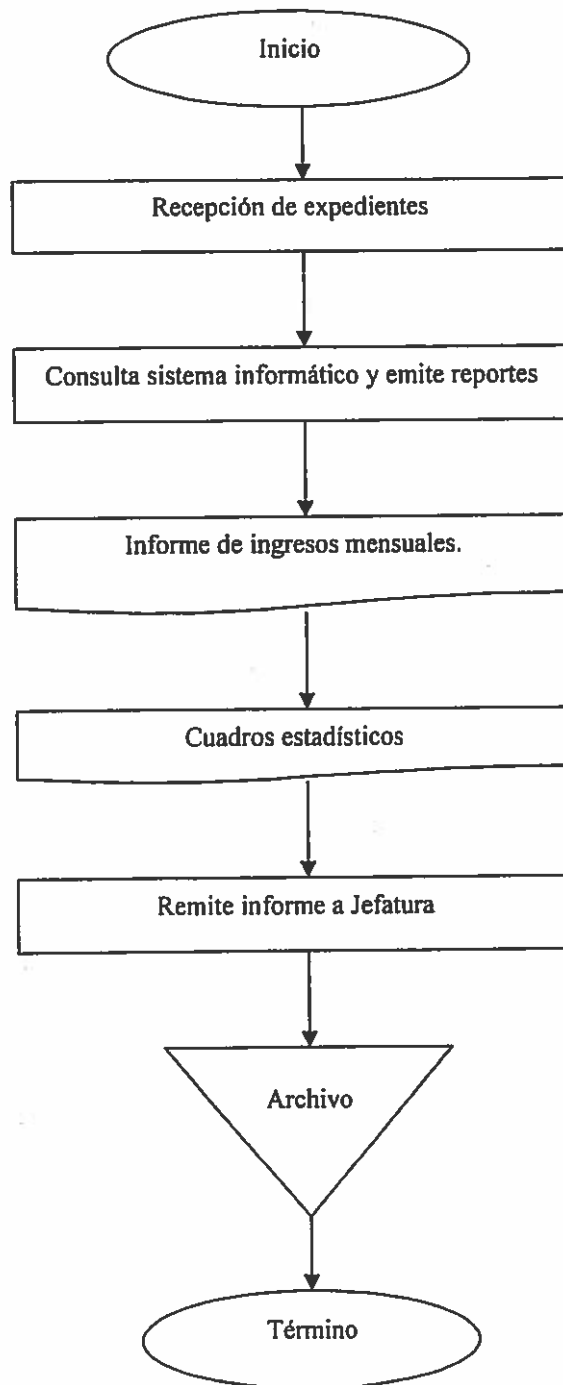 Inicio
Recepción de expedientes
Consulta sistema informático y emite reportes
Informe de ingresos mensuales.
Cuadros estadísticos
Remite informe a Jefatura
Archivo
Término